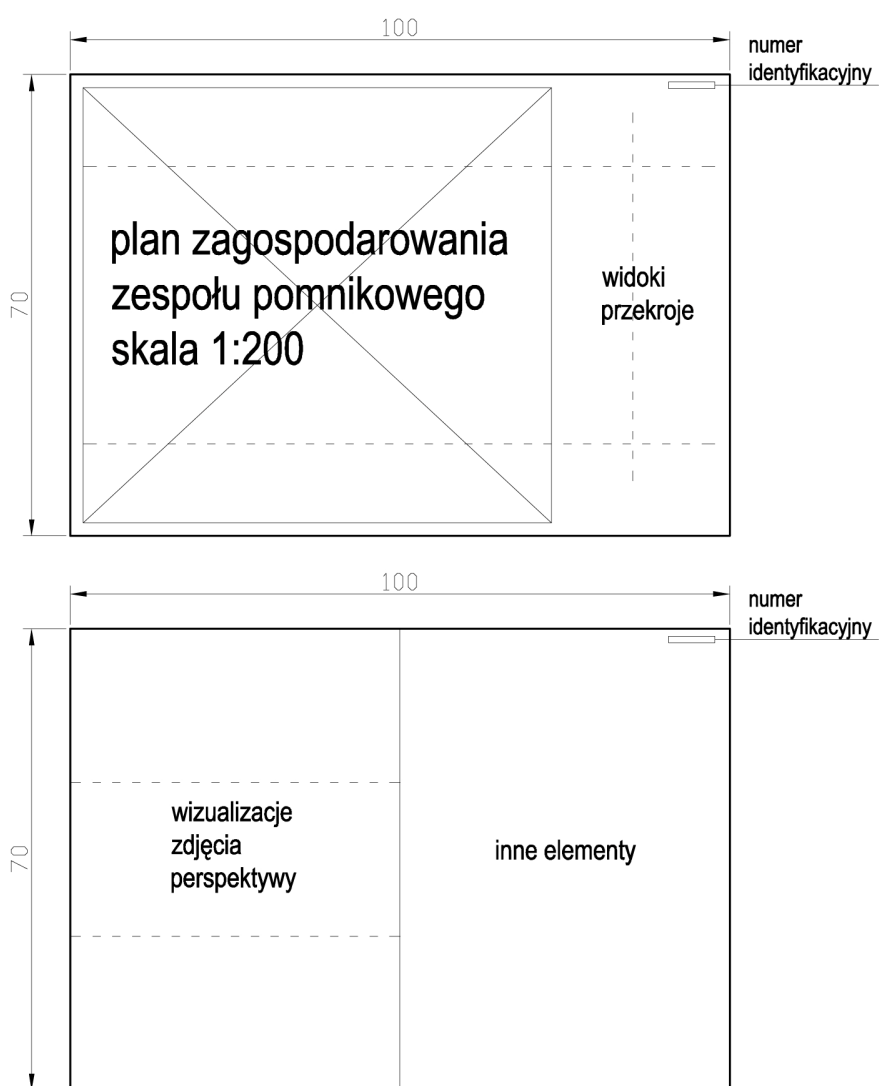 100
numer
identyfikacyjny
plan zagospodarowania
zespołu pomnikowego
skala 1:200
widoki
przekroje
70
100
numer
identyfikacyjny
wizualizacje
zdjęcia
perspektywy
inne elementy
70